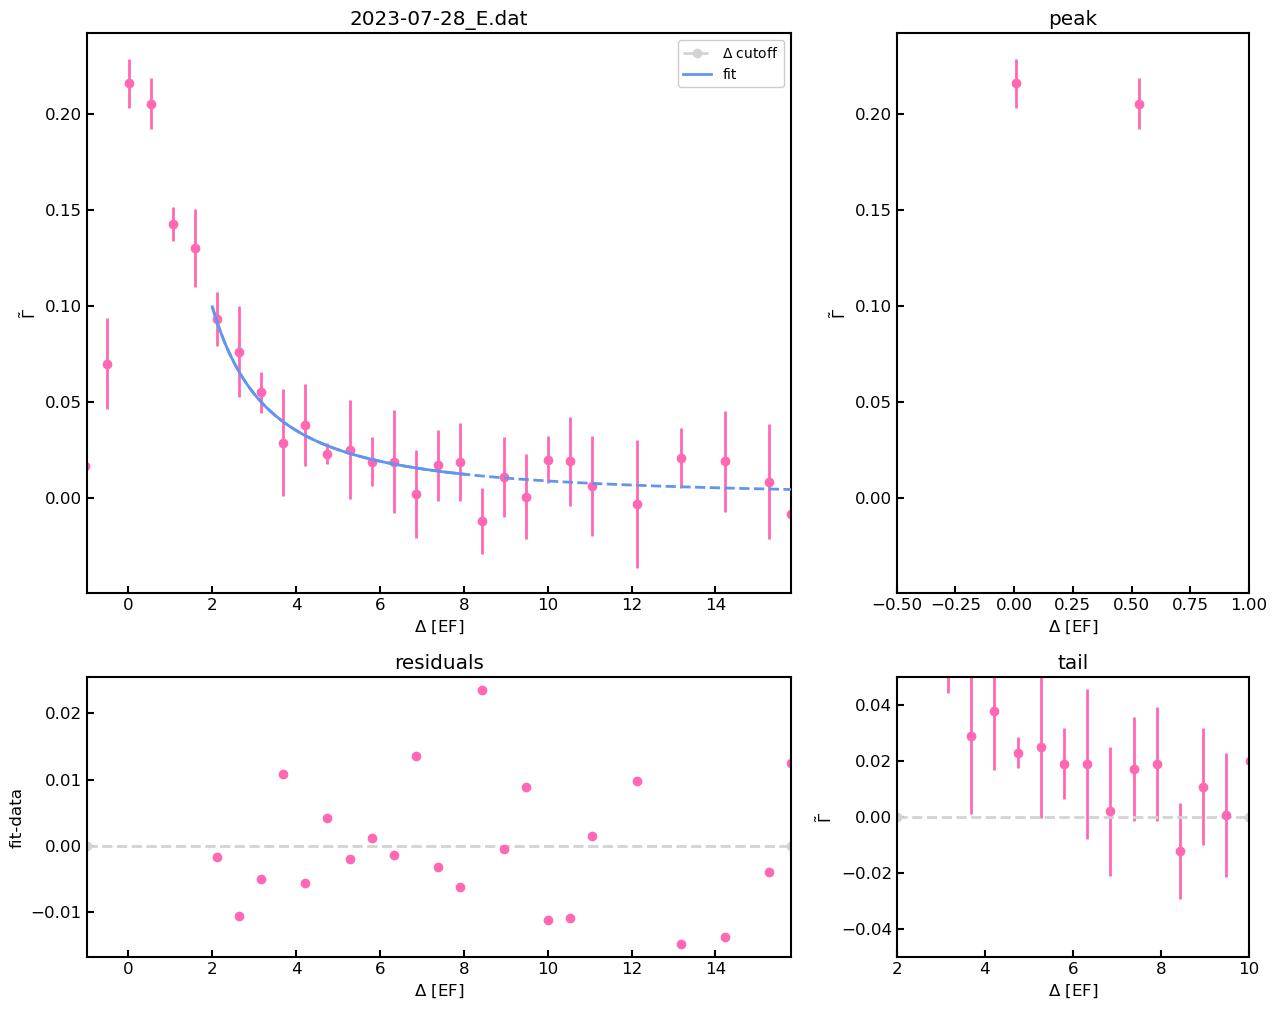 2023-07-28_E.dat
Δ cutoff
fit
0.20
0.15
0.10
0.05
0.00
Γ̃
0 2 4 6 8 10 12 14
Δ [EF]
peak
0.20
0.15
0.10
0.05
0.00
Γ̃
−0.50 −0.25 0.00 0.25 0.50 0.75 1.00
Δ [EF]
residuals
0.02
0.01
0.00
−0.01
fit-data
0 2 4 6 8 10 12 14
Δ [EF]
tail
0.04
0.02
0.00
−0.02
−0.04
Γ̃
2 4 6 8 10
Δ [EF]